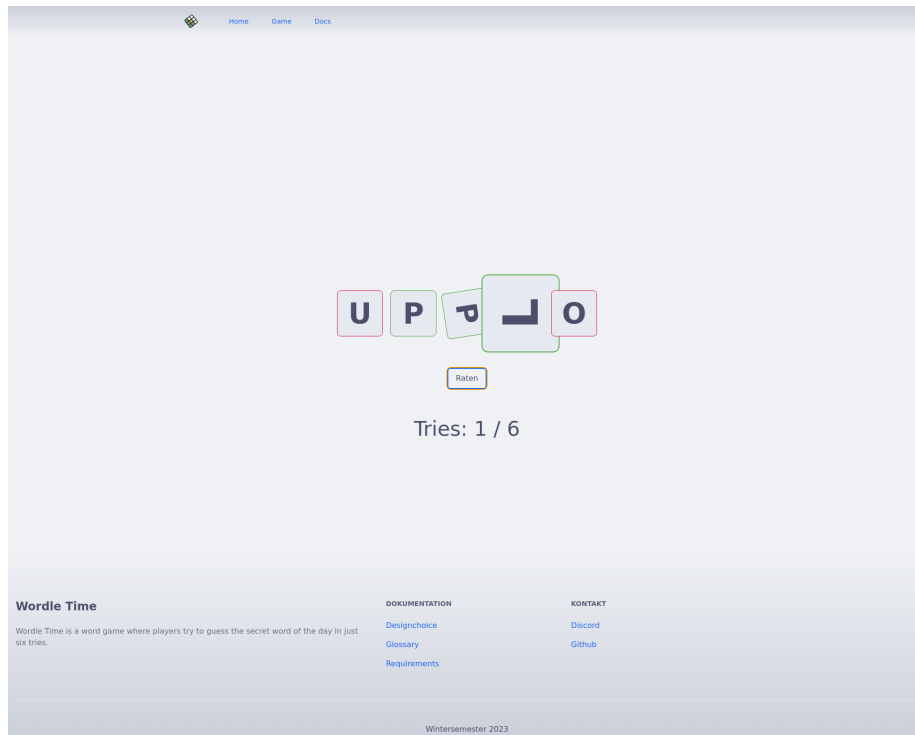 Home Game Docs
U P P L O
Raten
Tries: 1 / 6
Wordle Time
Wordle Time is a word game where players try to guess the secret word of the day in just
six tries.
DOKUMENTATION
Designchoice
Glossary
Requirements
KONTAKT
Discord
Github
Wintersemester 2023